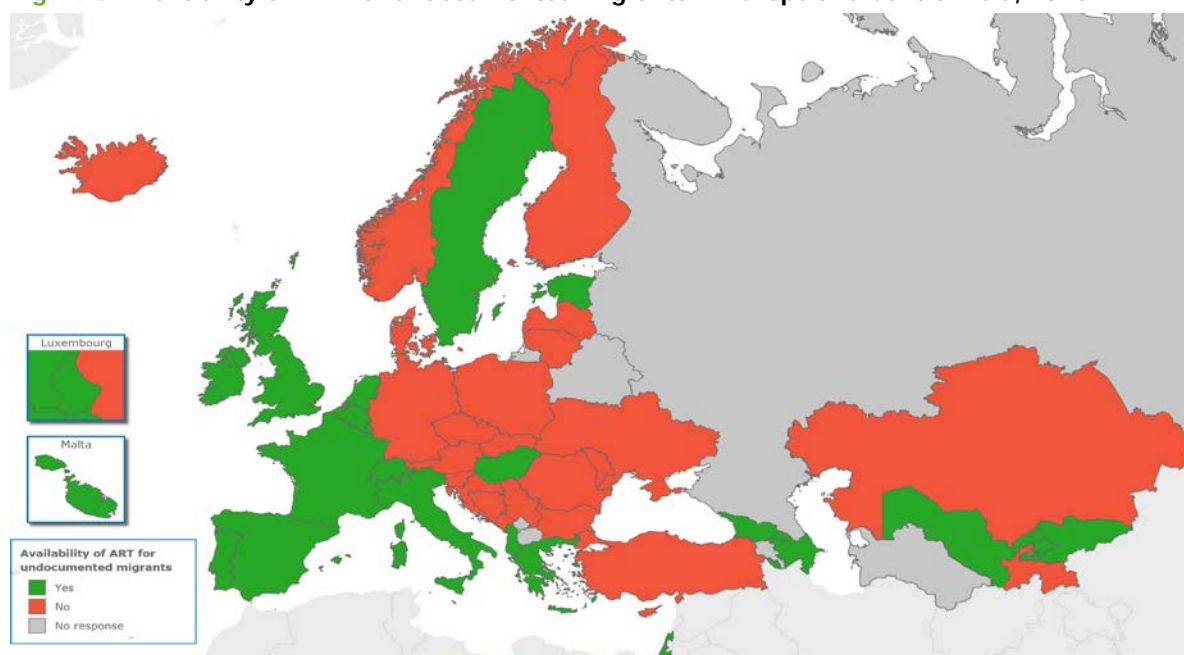 Luxembourg
Malta
Availability of ART for
undocumented migrants
Yes
No
No response